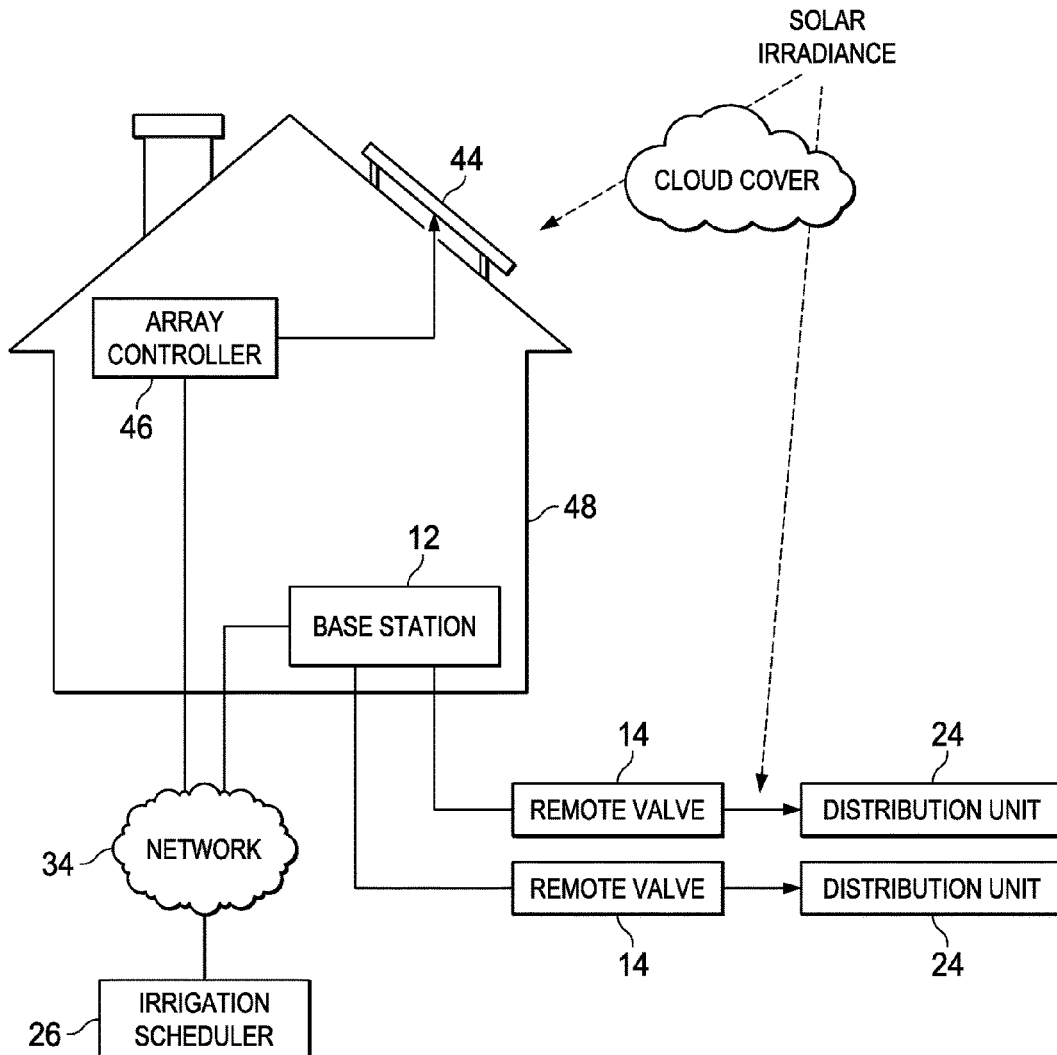 SOLAR
IRRADIANCE
CLOUD COVER
44
ARRAY
CONTROLLER
46
48
12
BASE STATION
14
24
REMOTE VALVE
DISTRIBUTION UNIT
34
NETWORK
REMOTE VALVE
DISTRIBUTION UNIT
14
24
26
IRRIGATION
SCHEDULER